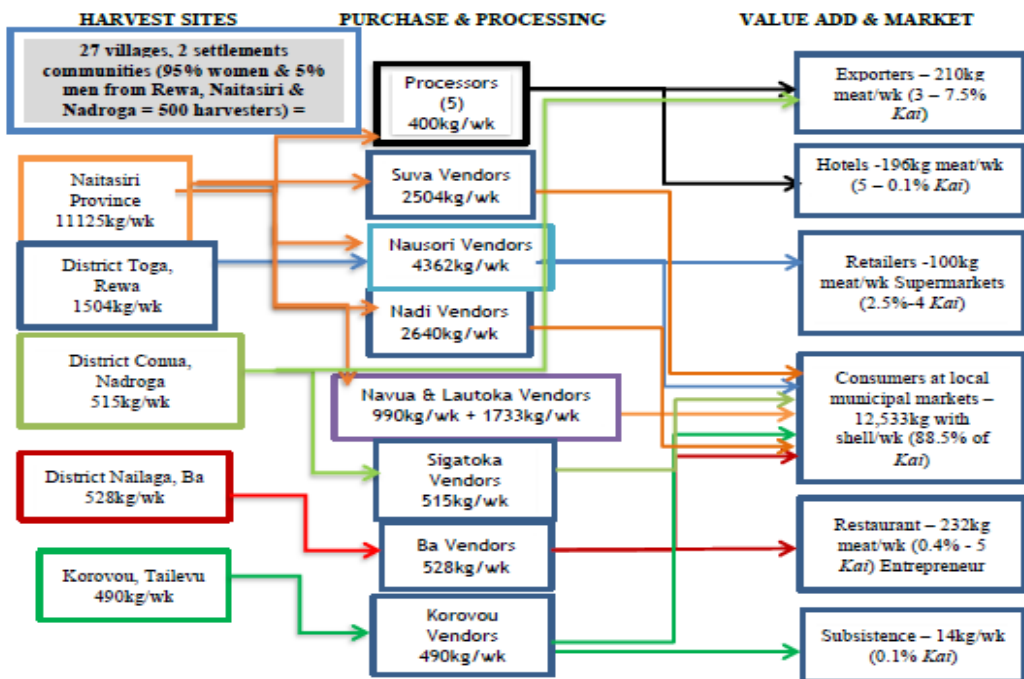 HARVEST SITES
PURCHASE & PROCESSING
VALUE ADD & MARKET
27 villages, 2 settlements
communities (95% women & 5%
men from Rewa, Naitasiri &
Nadroga = 500 harvesters) =
Naitasiri
Province
11125kg/wk
District Toga,
Rewa
1504kg/wk
District Conua,
Nadroga
515kg/wk
District Nailaga, Ba
528kg/wk
Korovou, Tailevu
490kg/wk
Processors
(5)
400kg/wk
Suva Vendors
2504kg/wk
Nausori Vendors
4362kg/wk
Nadi Vendors
2640kg/wk
Navua & Lautoka Vendors
990kg/wk + 1733kg/wk
Sigatoka
Vendors
515kg/wk
Ba Vendors
528kg/wk
Korovou
Vendors
490kg/wk
Exporters – 210kg
meat/wk (3 – 7.5%
Kai)
Hotels -196kg meat/wk
(5 – 0.1% Kai)
Retailers -100kg
meat/wk Supermarkets
(2.5%-4 Kai)
Consumers at local
municipal markets –
12,533kg with
shell/wk (88.5% of
Kai)
Restaurant – 232kg
meat/wk (0.4% - 5
Kai) Entrepreneur
Subsistence – 14kg/wk
(0.1% Kai)